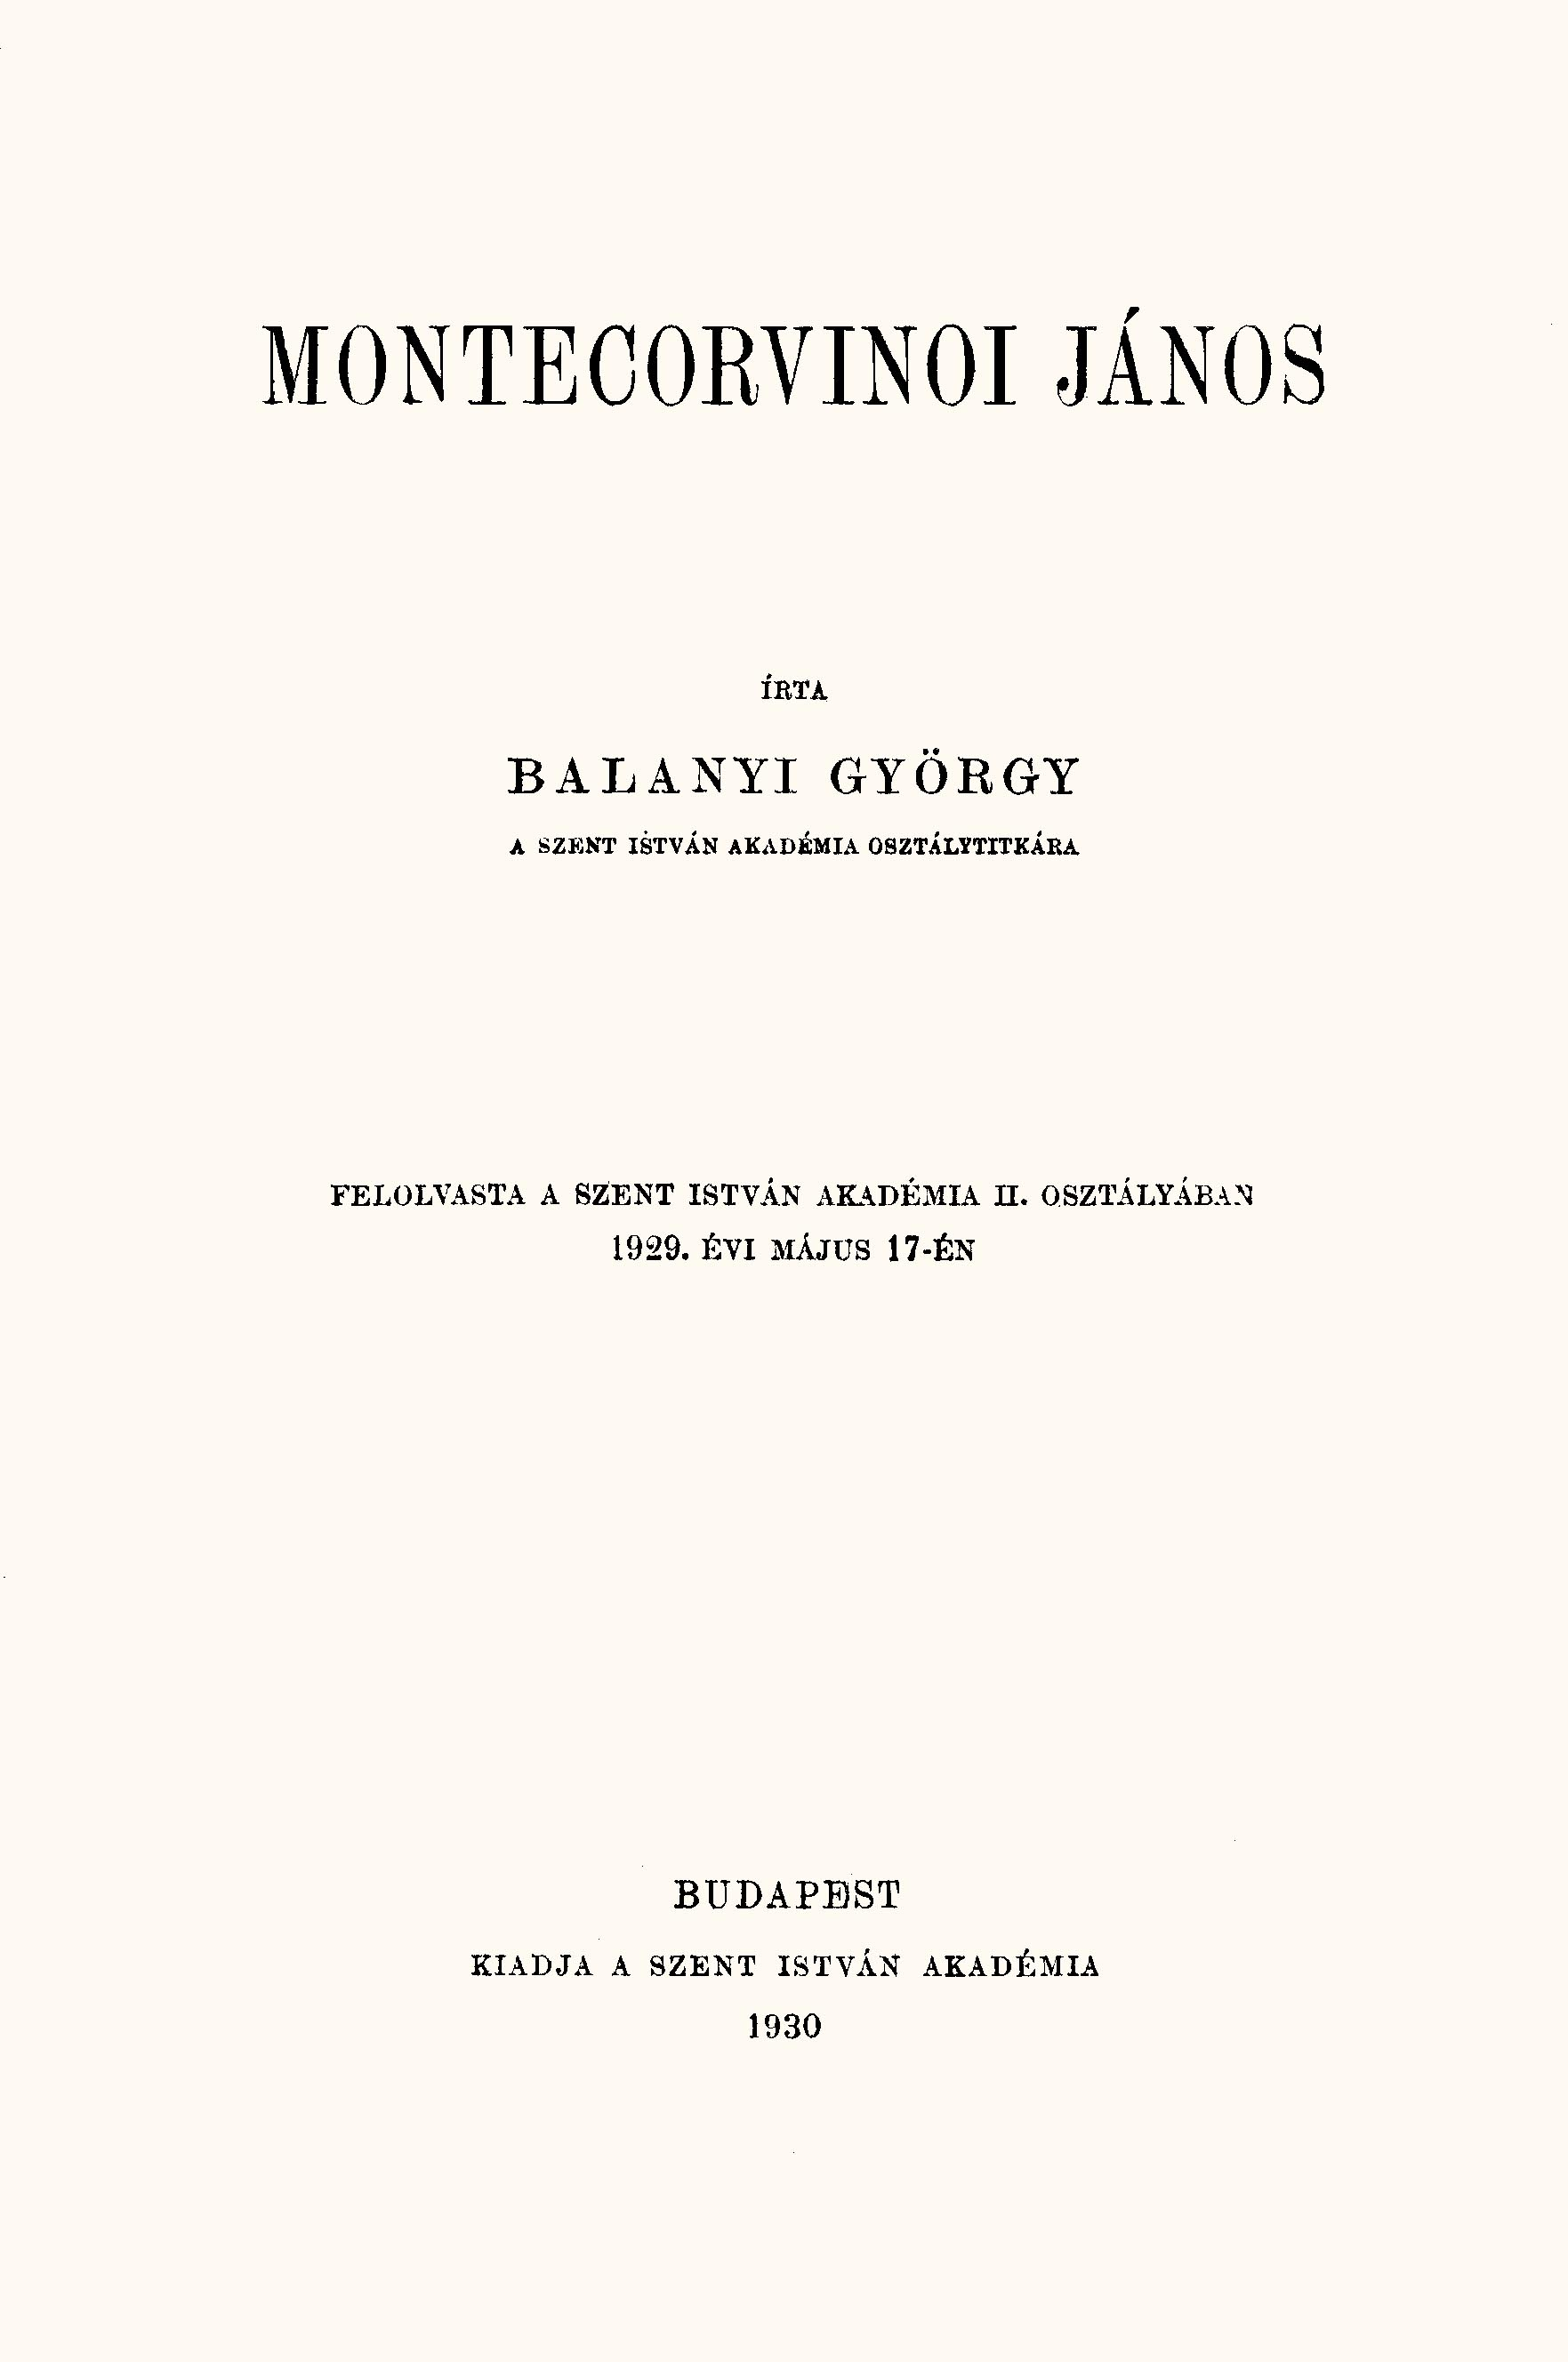 MONTECORVINOI JÁNOS
ÍRTA
BALANYI GYÖRGY
A SZENT ISTVÁN AKADÉMIA OSZTÁLYTITKÁRA
FELOLVASTA A SZENT ISTVÁN AKADÉMIA II. OSZTÁLYÁBAN
1929. ÉVI MÁJUS 17-ÉN
BUDAPEST
KIADJA A SZENT ISTVÁN AKADÉMIA
1930